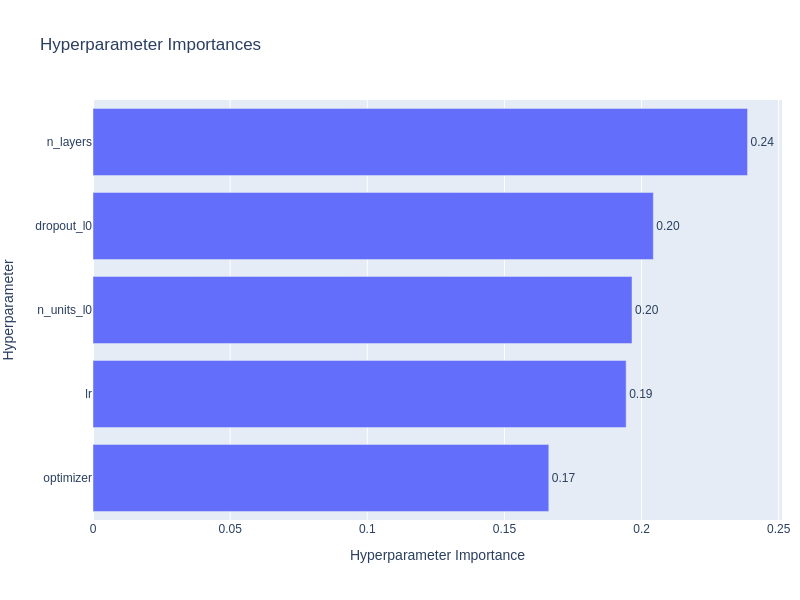 Hyperparameter Importances
Hyperparameter
n_layers 0.24
dropout_l0 0.20
n_units_l0 0.20
lr 0.19
optimizer 0.17
0 0.05 0.1 0.15 0.2 0.25
Hyperparameter Importance